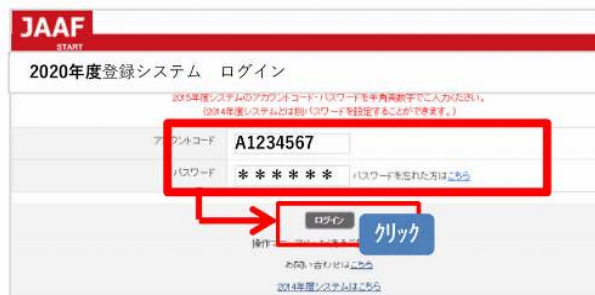 JAAF
START
2020年度登録システム ログイン
2015年度システムのアカウントコード・パスワードを半角英数字でご入力ください。
(2014年度システムとは別パスワードを設定することができます。)
アカウントコード A1234567
パスワード ****** パスワードを忘れた方はこちら
ログイン
クリック
お問い合わせはこちら
2014年度システムはこちら